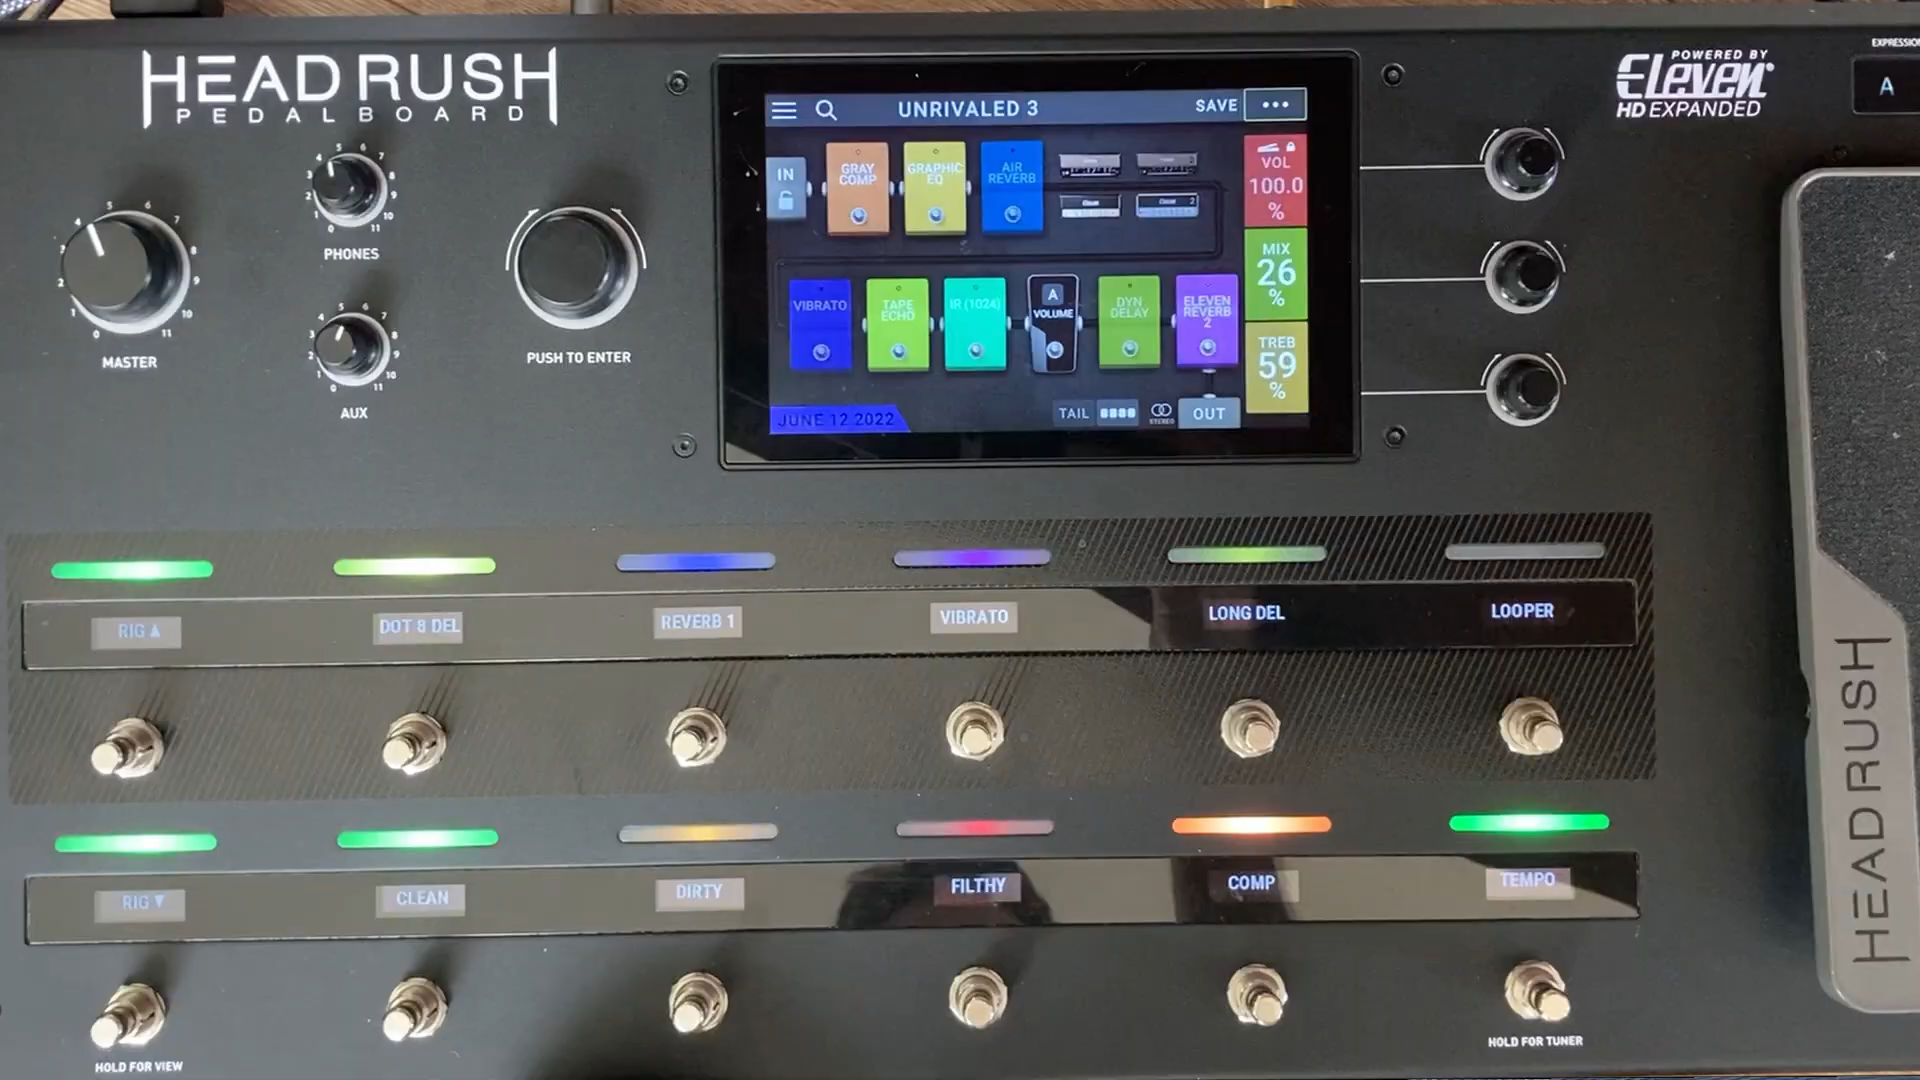 HEADRUSH
PEDALBOARD
MASTER
PHONES
AUX
PUSH TO ENTER
UNRIVALED 3
SAVE
IN
GRAY COMP
GRAPHIC EQ
AIR REVERB
VOL
100.0
%
MIX
26
%
TREB
59
%
VIBRATO
TAPE ECHO
IR (1024)
A
VOLUME
DYN DELAY
ELEVEN REVERB 2
JUNE 12 2022
TAIL
STEREO
OUT
POWERED BY
Eleven
HD EXPANDED
EXPRESSION
A
RIG ▲
DOT 8 DEL
REVERB 1
VIBRATO
LONG DEL
LOOPER
RIG ▼
CLEAN
DIRTY
FILTHY
COMP
TEMPO
HOLD FOR VIEW
HOLD FOR TUNER
HEADRUSH